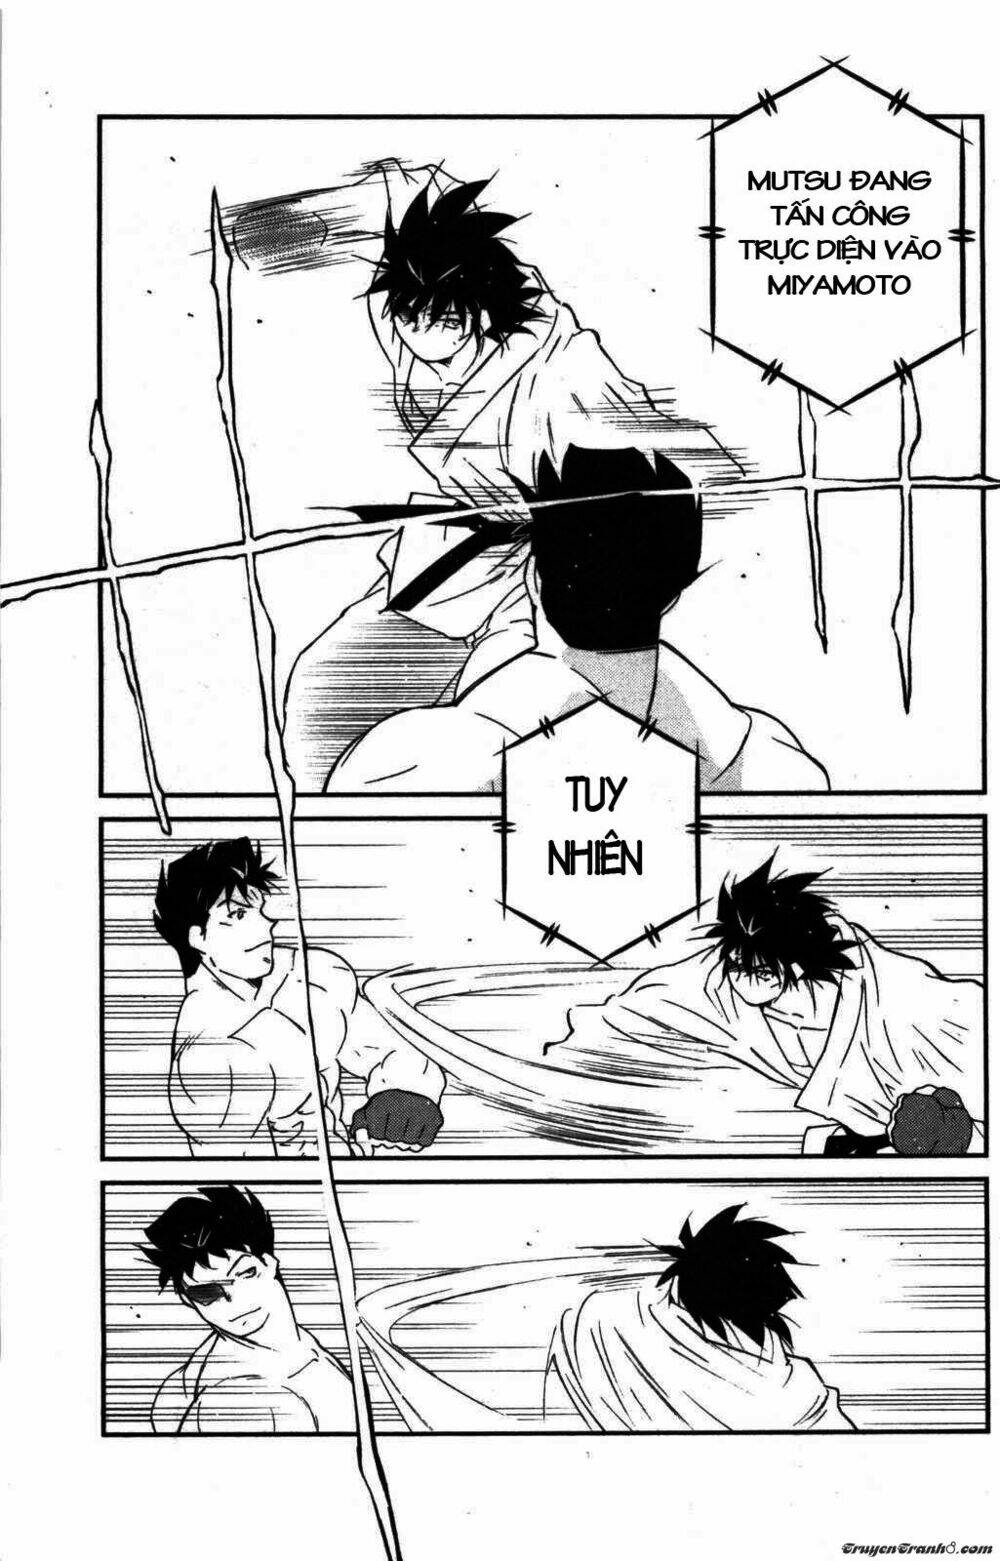 MUTSU ĐANG
TẤN CÔNG
TRỰC DIỆN VÀO
MIYAMOTO
TUY
NHIÊN
TruyenTranh8.com